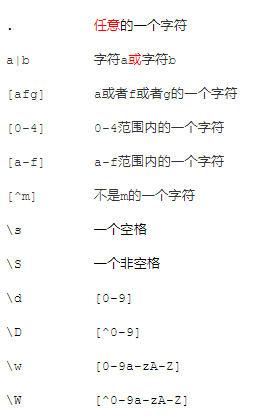 . 任意的一个字符
a|b 字符a或字符b
[afg] a或者f或者g的一个字符
[0-4] 0-4范围内的一个字符
[a-f] a-f范围内的一个字符
[^m] 不是m的一个字符
\s 一个空格
\S 一个非空格
\d [0-9]
\D [^0-9]
\w [0-9a-zA-Z]
\W [^0-9a-zA-Z]